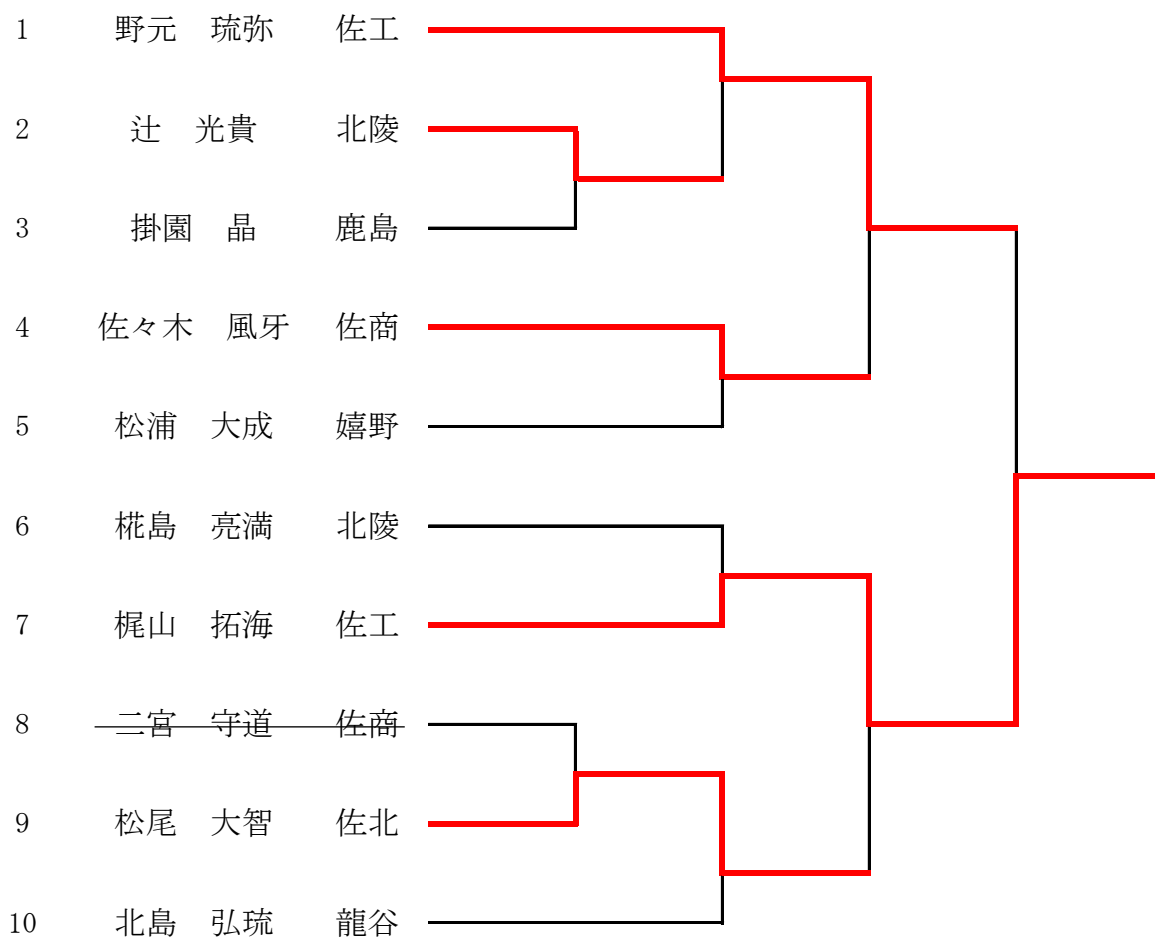 1 野元 琉弥 佐工
2 辻 光貴 北陵
3 掛園 晶 鹿島
4 佐々木 風牙 佐商
5 松浦 大成 嬉野
6 椛島 亮満 北陵
7 梶山 拓海 佐工
8 二宮 守道 佐商
9 松尾 大智 佐北
10 北島 弘琉 龍谷